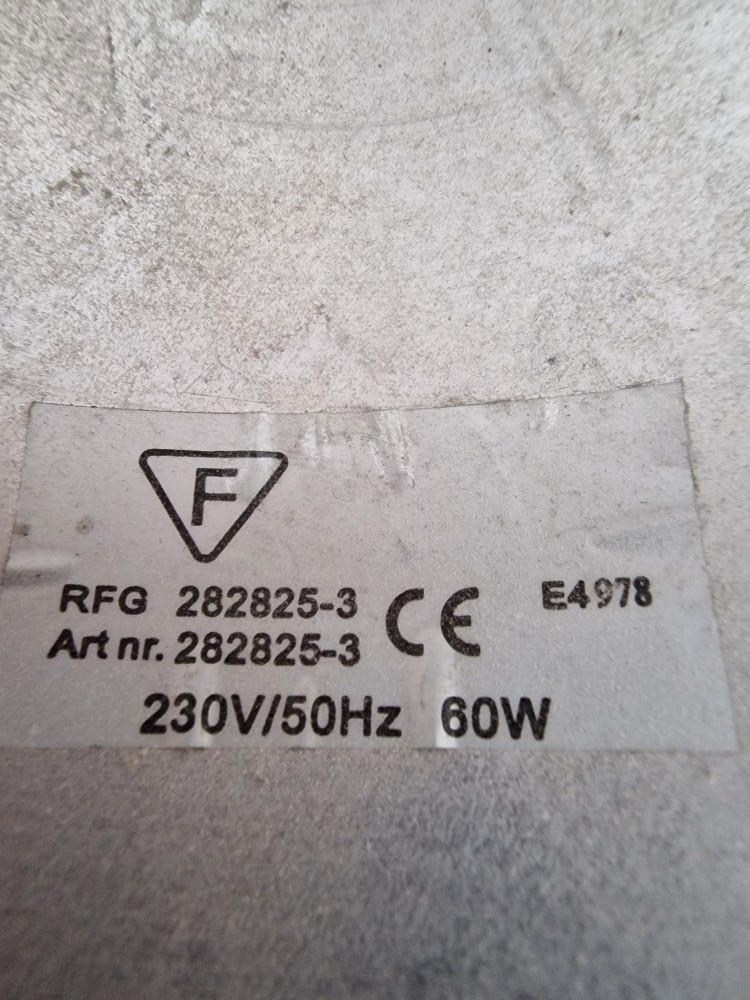 F
RFG 282825-3 CE E4978
Art nr. 282825-3
230V/50Hz 60W